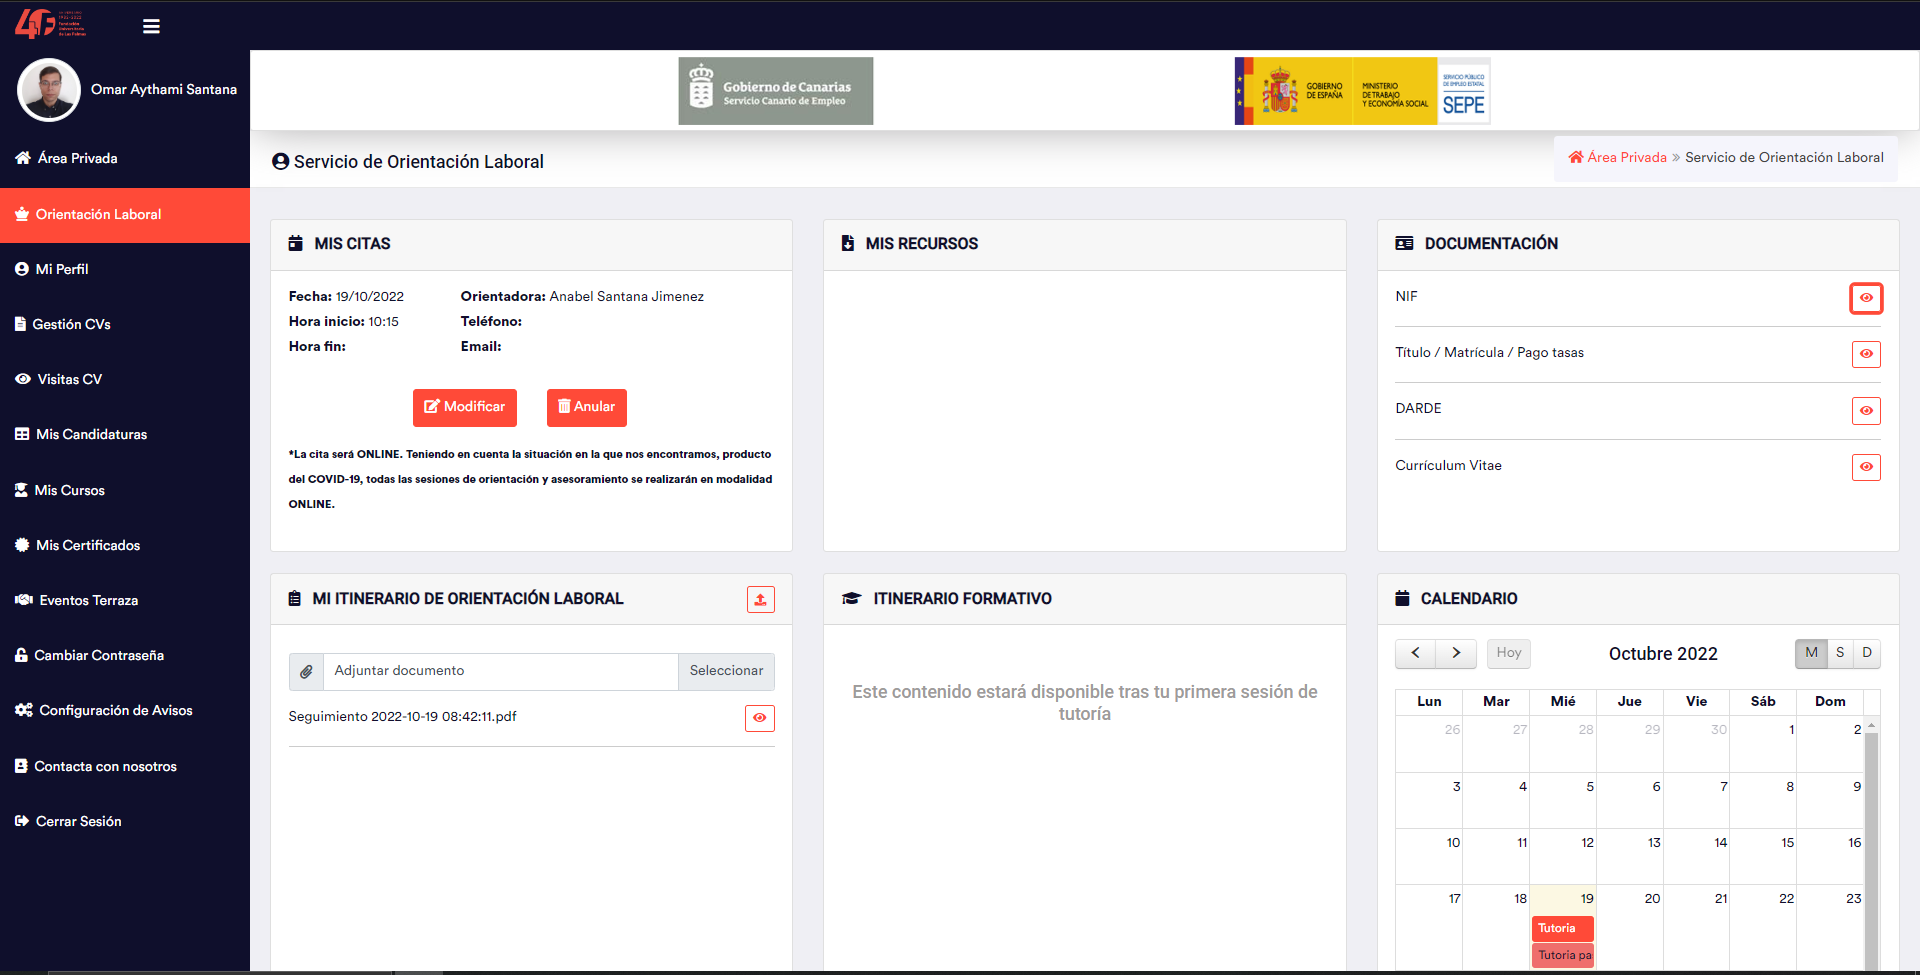 40 ANIVERSARIO
1982-2022
Fundación
Universitaria
de Las Palmas
Omar Aythami Santana
Área Privada
Orientación Laboral
Mi Perfil
Gestión CVs
Visitas CV
Mis Candidaturas
Mis Cursos
Mis Certificados
Eventos Terraza
Cambiar Contraseña
Configuración de Avisos
Contacta con nosotros
Cerrar Sesión
Gobierno de Canarias
Servicio Canario de Empleo
GOBIERNO
DE ESPAÑA
MINISTERIO
DE TRABAJO
Y ECONOMÍA SOCIAL
SERVICIO PÚBLICO
DE EMPLEO ESTATAL
SEPE
Servicio de Orientación Laboral
Área Privada » Servicio de Orientación Laboral
MIS CITAS
Fecha: 19/10/2022
Orientadora: Anabel Santana Jimenez
Hora inicio: 10:15
Teléfono:
Hora fin:
Email:
Modificar
Anular
*La cita será ONLINE. Teniendo en cuenta la situación en la que nos encontramos, producto
del COVID-19, todas las sesiones de orientación y asesoramiento se realizarán en modalidad
ONLINE.
MIS RECURSOS
DOCUMENTACIÓN
NIF
Título / Matrícula / Pago tasas
DARDE
Currículum Vitae
MI ITINERARIO DE ORIENTACIÓN LABORAL
Adjuntar documento
Seleccionar
Seguimiento 2022-10-19 08:42:11.pdf
ITINERARIO FORMATIVO
Este contenido estará disponible tras tu primera sesión de
tutoría
CALENDARIO
Hoy
Octubre 2022
M S D
Lun Mar Mié Jue Vie Sáb Dom
26 27 28 29 30 1 2
3 4 5 6 7 8 9
10 11 12 13 14 15 16
17 18 19 20 21 22 23
Tutoria
Tutoria pa